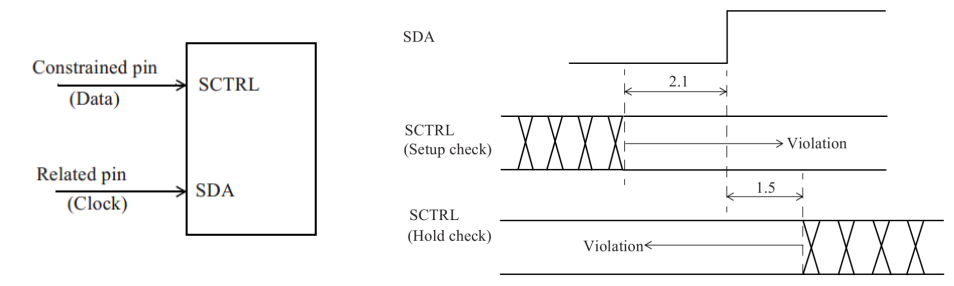 Constrained pin
(Data)
SCTRL
Related pin
(Clock)
SDA
SDA
2.1
SCTRL
(Setup check)
Violation
1.5
SCTRL
(Hold check)
Violation